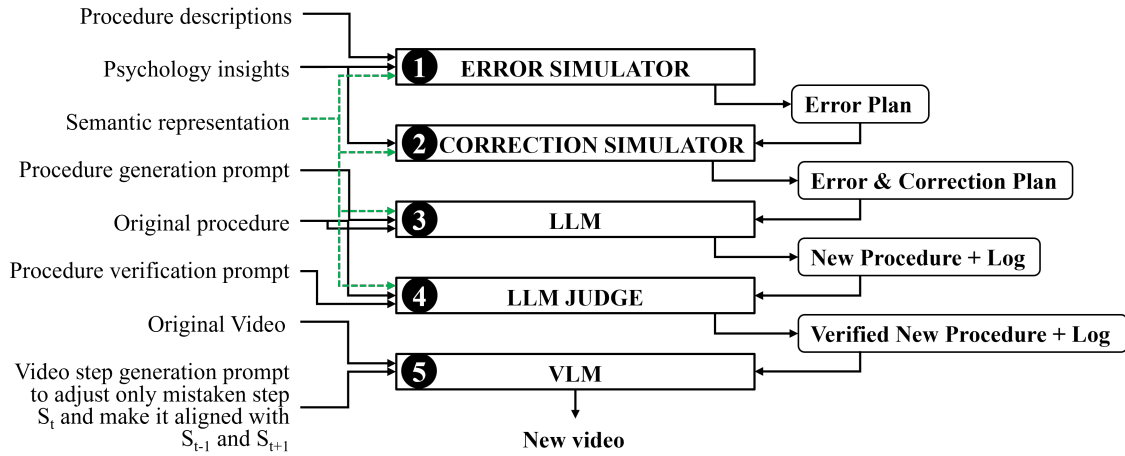 Procedure descriptions
Psychology insights
Semantic representation
Procedure generation prompt
Original procedure
Procedure verification prompt
Original Video
Video step generation prompt
to adjust only mistaken step
S_t and make it aligned with
S_{t-1} and S_{t+1}
1 ERROR SIMULATOR
Error Plan
2 CORRECTION SIMULATOR
Error & Correction Plan
3 LLM
New Procedure + Log
4 LLM JUDGE
Verified New Procedure + Log
5 VLM
New video